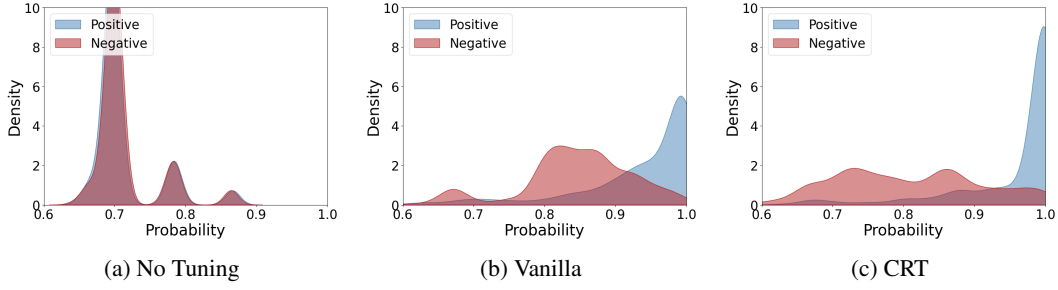 10
8
6
4
2
0
Density
Positive
Negative
0.6 0.7 0.8 0.9 1.0
Probability
(a) No Tuning
10
8
6
4
2
0
Density
Positive
Negative
0.6 0.7 0.8 0.9 1.0
Probability
(b) Vanilla
10
8
6
4
2
0
Density
Positive
Negative
0.6 0.7 0.8 0.9 1.0
Probability
(c) CRT